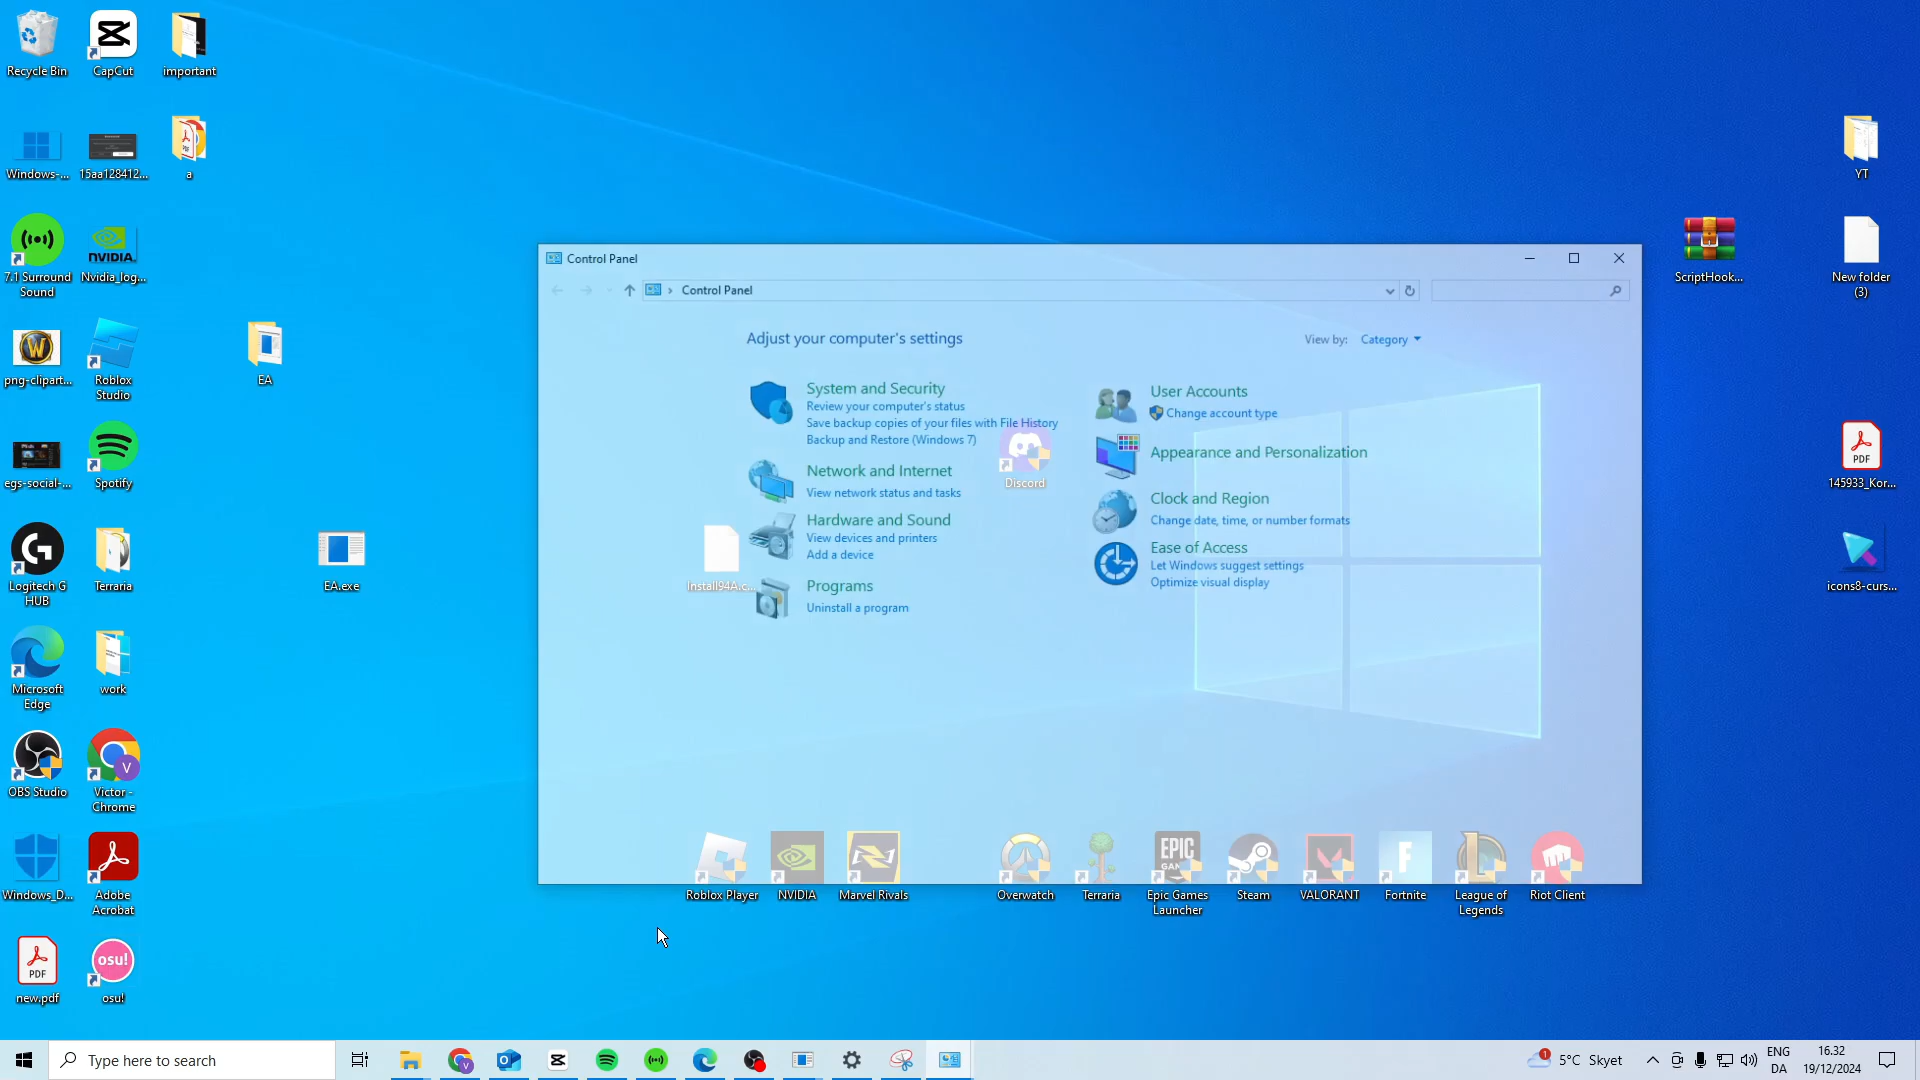 Recycle Bin
CapCut
important
Windows-...
15aa128412...
a
YT
7.1 Surround
Sound
Nvidia_log...
NVIDIA.
ScriptHook...
New folder
(3)
Control Panel
Control Panel
Adjust your computer's settings
View by: Category
System and Security
Review your computer's status
Save backup copies of your files with File History
Backup and Restore (Windows 7)
Network and Internet
View network status and tasks
Hardware and Sound
View devices and printers
Add a device
Programs
Uninstall a program
User Accounts
Change account type
Appearance and Personalization
Clock and Region
Change date, time, or number formats
Ease of Access
Let Windows suggest settings
Optimize visual display
Discord
Install94A.c...
png-clipart...
Roblox
Studio
EA
egs-social-...
Spotify
PDF
145933_Kor...
Logitech G
HUB
Terraria
EA.exe
icons8-curs...
Microsoft
Edge
work
OBS Studio
Victor -
Chrome
V
Windows_D...
Adobe
Acrobat
Roblox Player
NVIDIA
Marvel Rivals
Overwatch
Terraria
EPIC
GAMES
Epic Games
Launcher
Steam
VALORANT
Fortnite
League of
Legends
Riot Client
PDF
new.pdf
osu!
osu!
Type here to search
1
5°C Skyet
ENG
DA
16.32
19/12/2024